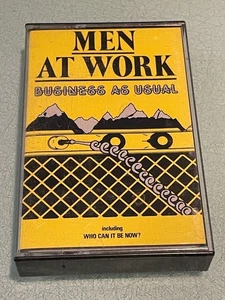 MEN
AT WORK
BUSINESS AS USUAL
including
WHO CAN IT BE NOW?